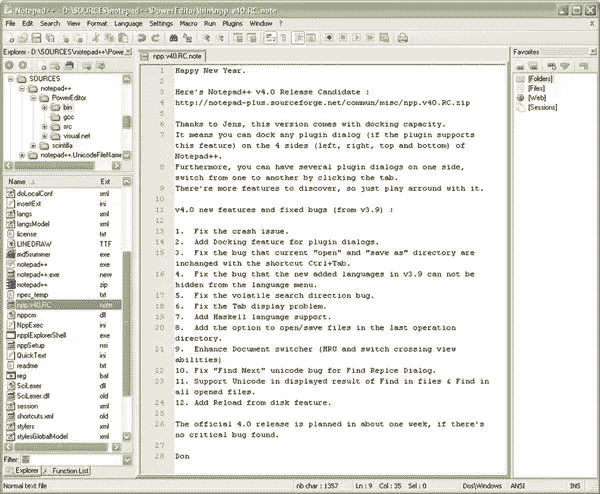 Notepad++ - D:\SOURCES\notepad++\PowerEditor\bin\npp.v40.RC.note
File Edit Search View Format Language Settings Macro Run Plugins Window ?
Explorer - D:\SOURCES\notepad++\Powe
SOURCES
notepad++
PowerEditor
bin
gcc
src
visual.net
scintilla
notepad++.UnicodeFileName
Name Ext
doLocalConf xml
insertExt ini
langs xml
langsModel xml
license txt
LINEDRAW TTF
md5summer exe
notepad++ exe
notepad++.exe new
notepad++ zip
npes_temp txt
npp.v40.RC note
nppcm dll
NppExec ini
nppIExplorerShell exe
nppSetup nsi
QuickText ini
readme txt
reg bat
SciLexer dll
SciLexer.dll old
session xml
shortcuts.xml old
stylers xml
stylesGlobalModel xml
Filter:
Explorer Function List
npp.v40.RC.note
1 Happy New Year.
2
3 Here's Notepad++ v4.0 Release Candidate :
4 http://notepad-plus.sourceforge.net/commun/misc/npp.v40.RC.zip
5
6 Thanks to Jens, this version comes with docking capacity.
7 It means you can dock any plugin dialog (if the plugin supports
this feature) on the 4 sides (left, right, top and bottom) of
Notepad++.
8 Furthermore, you can have several plugin dialogs on one side,
switch from one to another by clicking the tab.
9 There're more features to discover, so just play arround with it.
10
11 v4.0 new features and fixed bugs (from v3.9) :
12
13 1. Fix the crash issue.
14 2. Add Docking feature for plugin dialogs.
15 3. Fix the bug that current "open" and "save as" directory are
inchanged with the shortcut Ctrl+Tab.
16 4. Fix the bug that the new added languages in v3.9 can not be
hidden from the language menu.
17 5. Fix the volatile search direction bug.
18 6. Fix the Tab display problem.
19 7. Add Haskell language support.
20 8. Add the option to open/save files in the last operation
directory.
21 9. Enhance Document switcher (MRU and switch crossing view
abilities)
22 10. Fix "Find Next" unicode bug for Find Replce Dialog.
23 11. Support Unicode in displayed result of Find in files & Find in
all opened files.
24 12. Add Reload from disk feature.
25
26 The official 4.0 release is planned in about one week, if there's
no critical bug found.
27
28 Don
Favorites
[Folders]
[Files]
[Web]
[Sessions]
Normal text file nb char : 1357 Ln : 9 Col : 35 Sel : 0 Dos\Windows ANSI INS